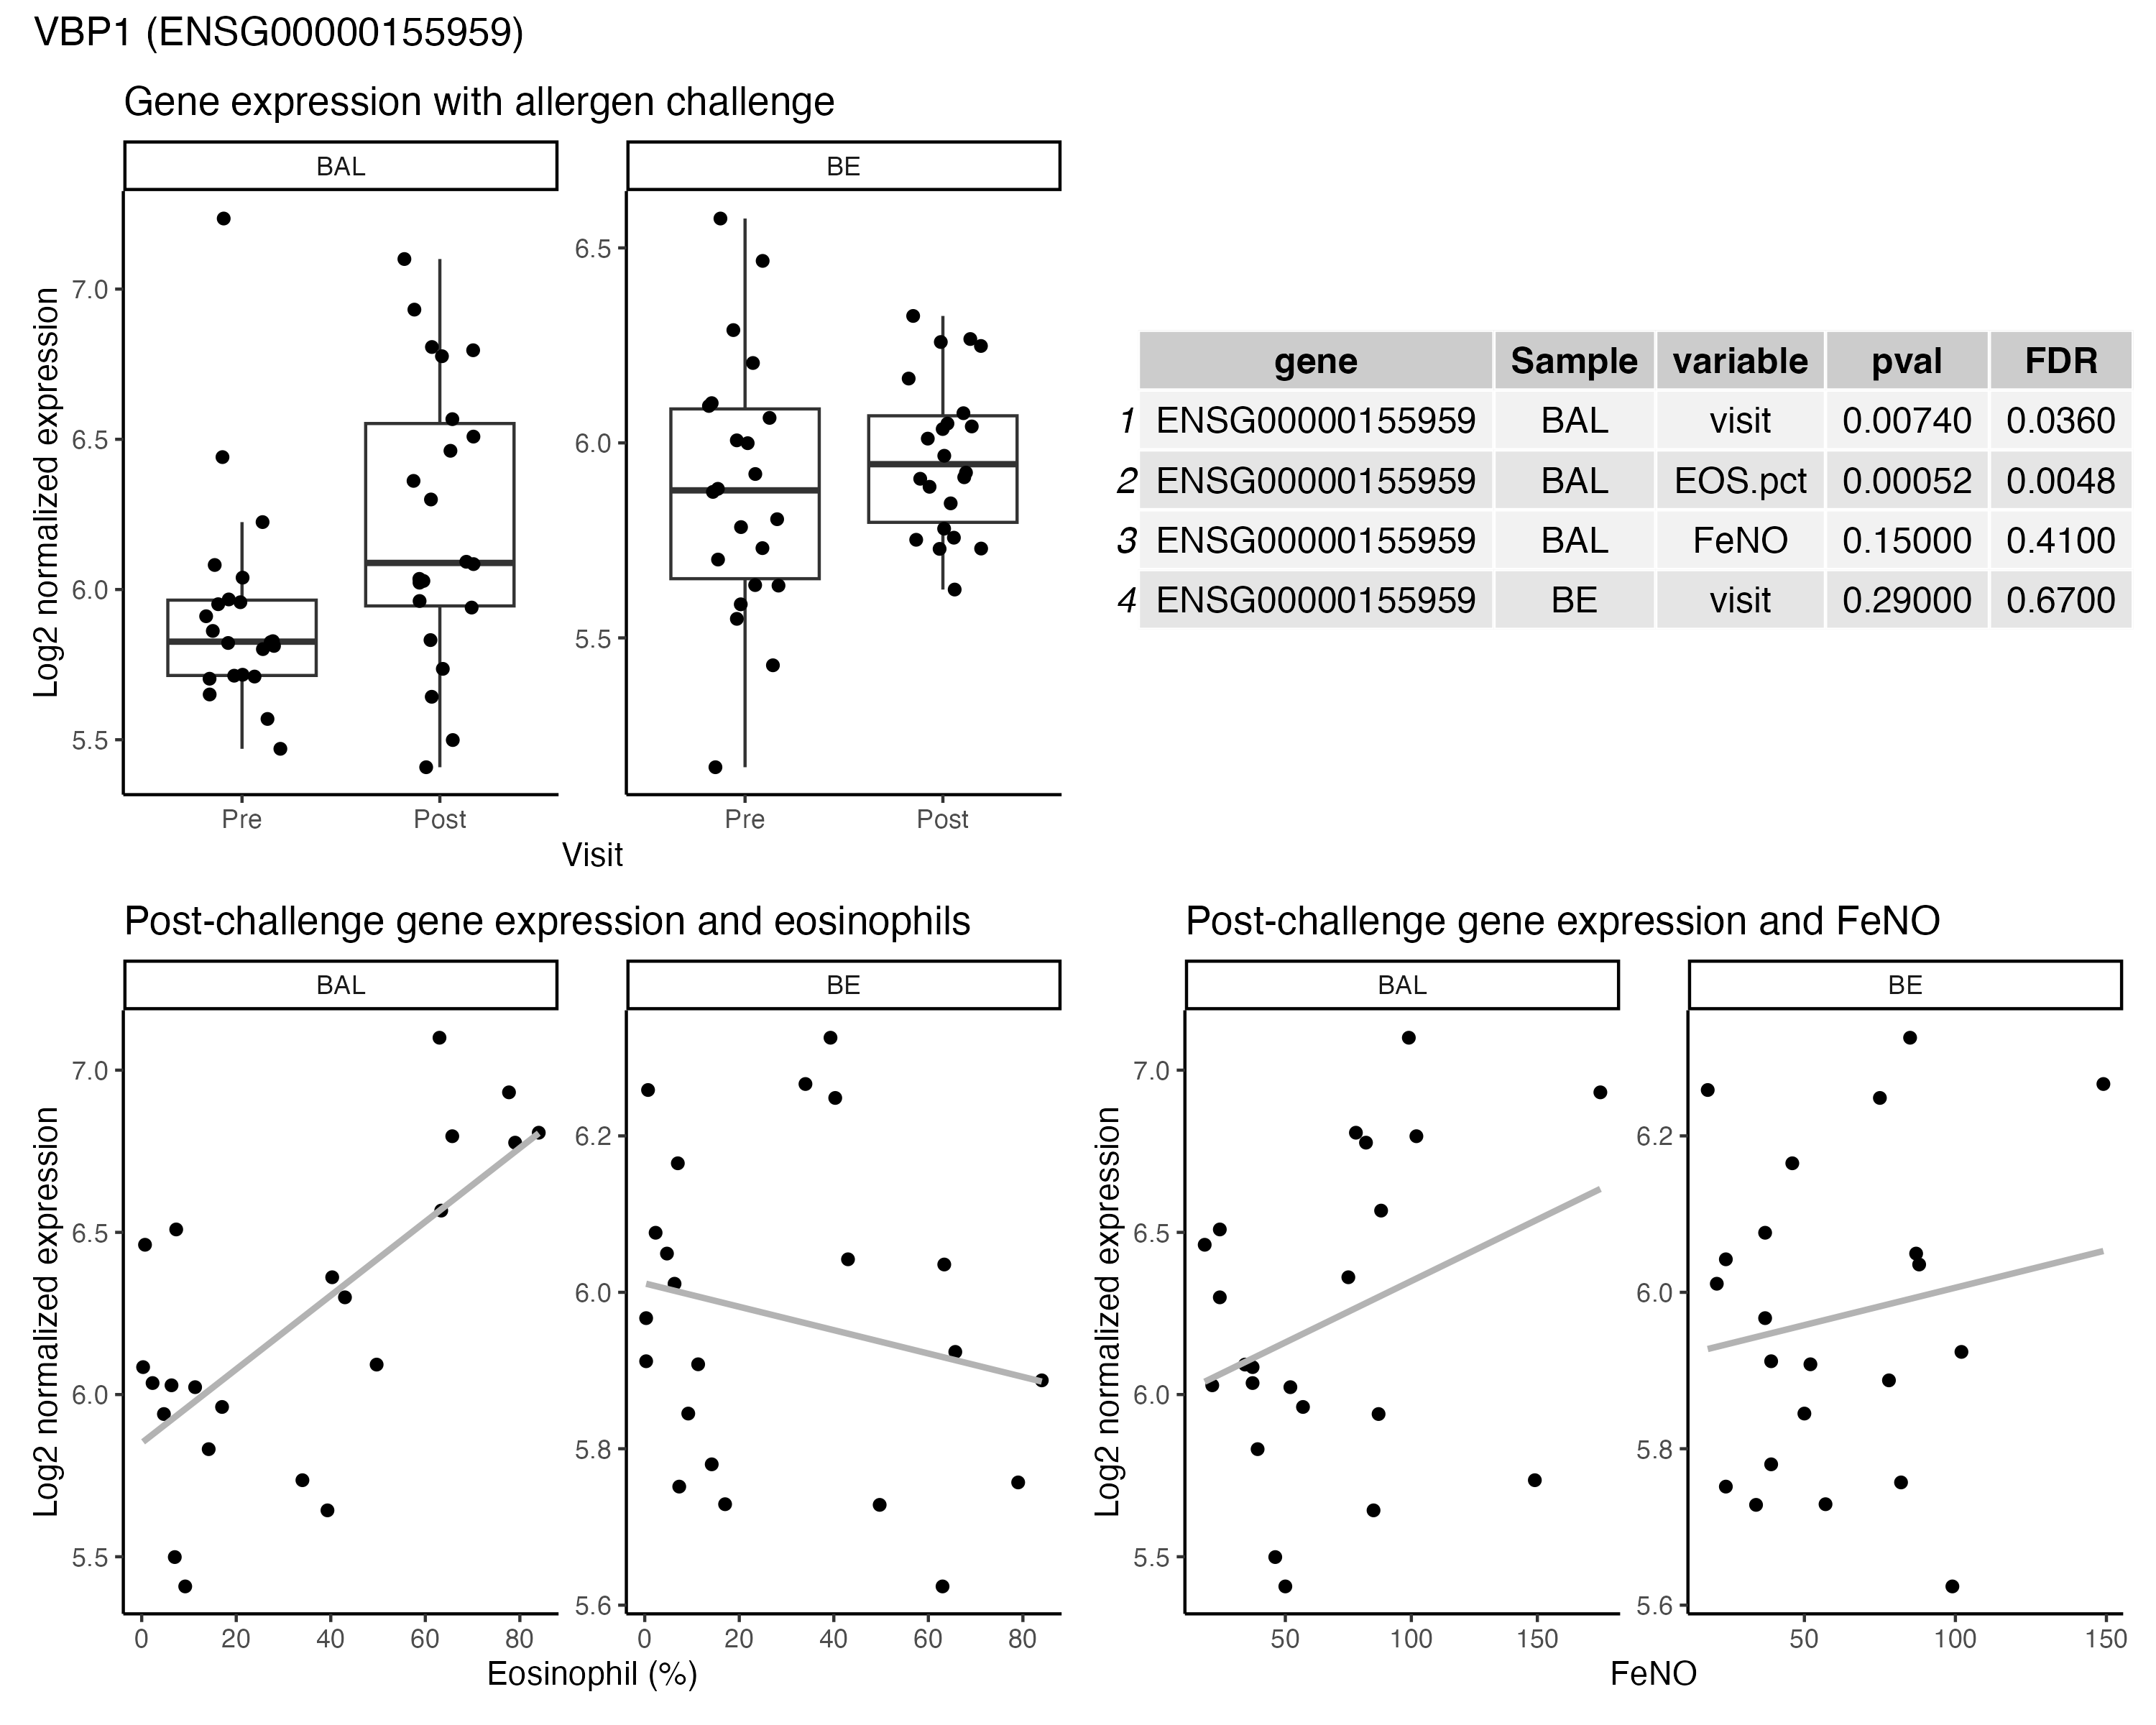 VBP1 (ENSG00000155959)
Gene expression with allergen challenge
BAL
BE
Log2 normalized expression
7.0
6.5
6.0
5.5
6.5
6.0
5.5
Pre
Post
Pre
Post
Visit
gene Sample variable pval FDR
1 ENSG00000155959 BAL visit 0.00740 0.0360
2 ENSG00000155959 BAL EOS.pct 0.00052 0.0048
3 ENSG00000155959 BAL FeNO 0.15000 0.4100
4 ENSG00000155959 BE visit 0.29000 0.6700
Post-challenge gene expression and eosinophils
BAL
BE
Log2 normalized expression
7.0
6.5
6.0
5.5
6.2
6.0
5.8
5.6
0 20 40 60 80
0 20 40 60 80
Eosinophil (%)
Post-challenge gene expression and FeNO
BAL
BE
Log2 normalized expression
7.0
6.5
6.0
5.5
6.2
6.0
5.8
5.6
50 100 150
50 100 150
FeNO